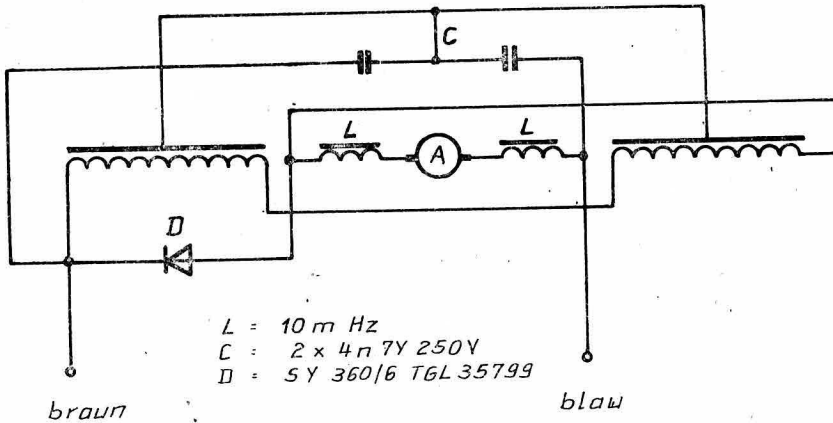 C
L
L
A
D
L = 10 m Hz
C = 2 x 4n 7Y 250V
D = SY 360/6 TGL 35799
braun
blau